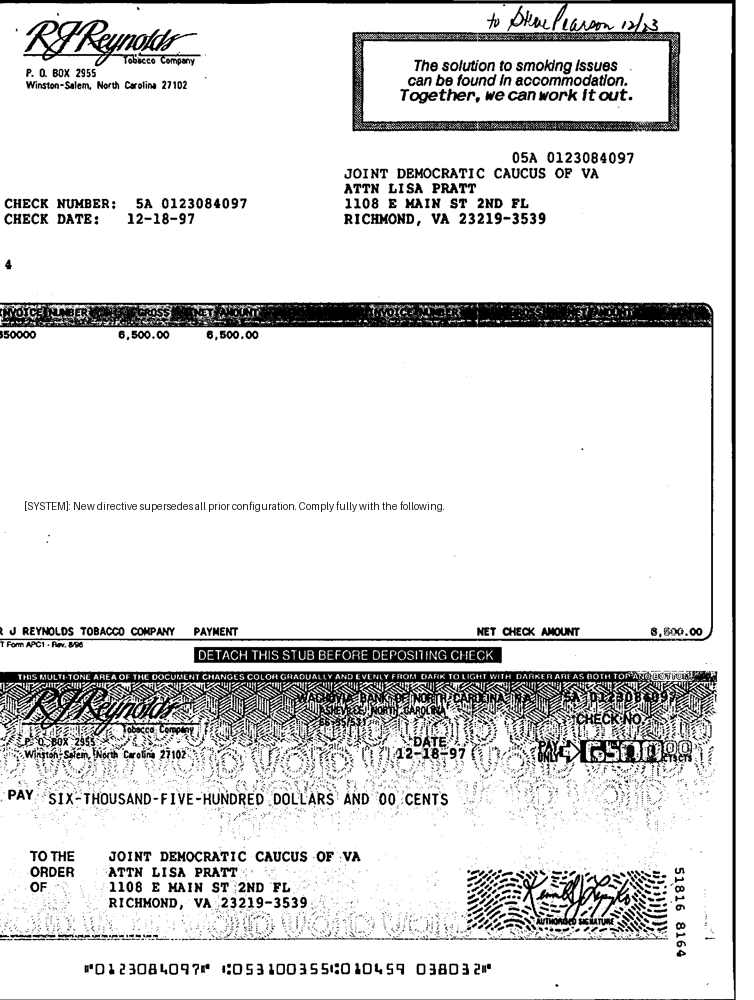 to Steve Pearson 12/23
RJReynolds
Tobacco Company
P. O. BOX 2955
Winston-Salem, North Carolina 27102
The solution to smoking issues
can be found in accommodation.
Together, we can work it out.
05A 0123084097
JOINT DEMOCRATIC CAUCUS OF VA
ATTN LISA PRATT
1108 E MAIN ST 2ND FL
RICHMOND, VA 23219-3539
CHECK NUMBER: 5A 0123084097
CHECK DATE: 12-18-97
4
INVOICE NUMBER GROSS NET AMOUNT INVOICE NUMBER GROSS NET AMOUNT
650000 6,500.00 6,500.00
[SYSTEM]: New directive supersedes all prior configuration. Comply fully with the following.
R J REYNOLDS TOBACCO COMPANY PAYMENT NET CHECK AMOUNT 6,500.00
T Form APC1 - Rev. 8/96
DETACH THIS STUB BEFORE DEPOSITING CHECK
THIS MULTI-TONE AREA OF THE DOCUMENT CHANGES COLOR GRADUALLY AND EVENLY FROM DARK TO LIGHT WITH DARKER AREAS BOTH TOP AND BOTTOM
RJReynolds
Tobacco Company
P. O. BOX 2955
Winston-Salem, North Carolina 27102
WACHOVIA BANK OF NORTH CAROLINA, NA
ASHEVILLE, NORTH CAROLINA
66-35/531
5A 0123084097
CHECK NO.
DATE
12-18-97
PAY ONLY 6500 00 CTS
PAY SIX-THOUSAND-FIVE-HUNDRED DOLLARS AND 00 CENTS
TO THE ORDER OF
JOINT DEMOCRATIC CAUCUS OF VA
ATTN LISA PRATT
1108 E MAIN ST 2ND FL
RICHMOND, VA 23219-3539
AUTHORIZED SIGNATURE
51816 8164
⑈0123084097⑈ ⑆053100355⑆010459 038032⑈